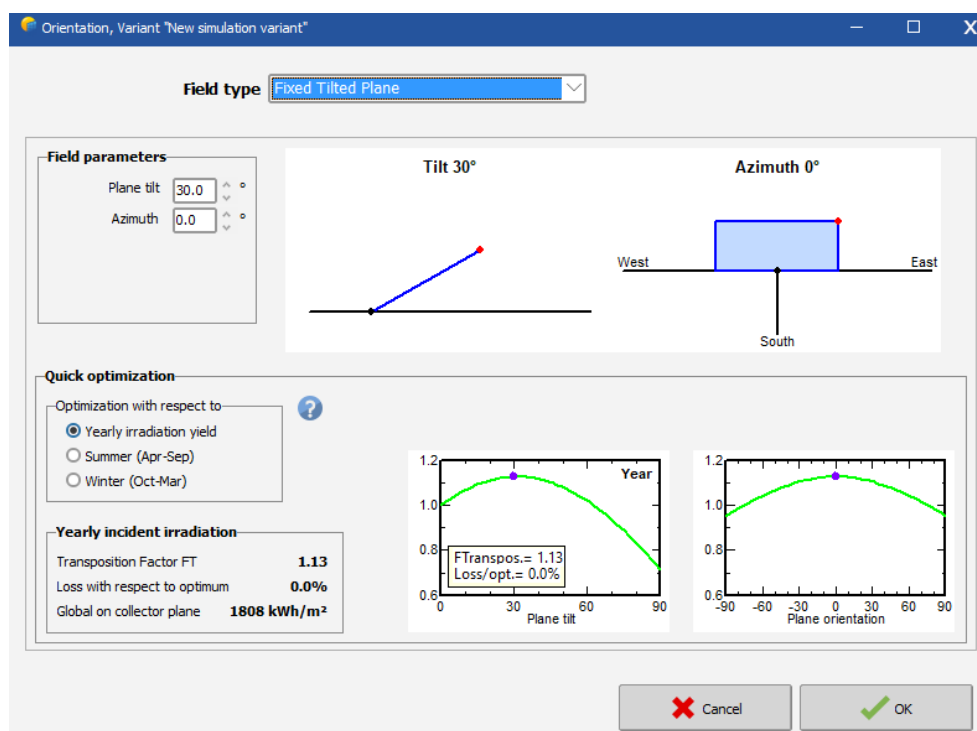 Orientation, Variant "New simulation variant"
Field type Fixed Tilted Plane
Field parameters
Plane tilt 30.0 °
Azimuth 0.0 °
Tilt 30°
Azimuth 0°
West
East
South
Quick optimization
Optimization with respect to
Yearly irradiation yield
Summer (Apr-Sep)
Winter (Oct-Mar)
?
Yearly incident irradiation
Transposition Factor FT 1.13
Loss with respect to optimum 0.0%
Global on collector plane 1808 kWh/m²
1.2
1.0
0.8
0.6
Year
FTranspos.= 1.13
Loss/opt.= 0.0%
0 30 60 90
Plane tilt
1.2
1.0
0.8
0.6
-90 -60 -30 0 30 60 90
Plane orientation
Cancel
OK